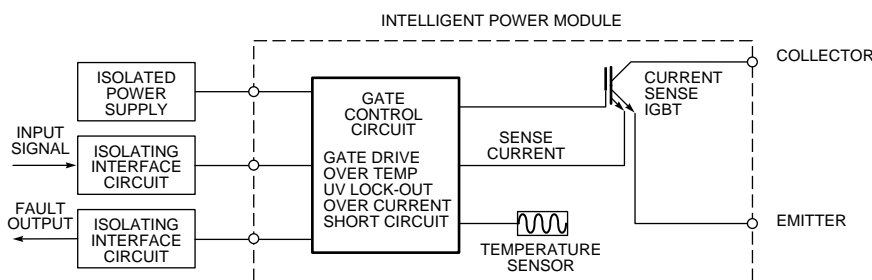 INTELLIGENT POWER MODULE
ISOLATED
POWER
SUPPLY
INPUT
SIGNAL
ISOLATING
INTERFACE
CIRCUIT
FAULT
OUTPUT
ISOLATING
INTERFACE
CIRCUIT
GATE
CONTROL
CIRCUIT
GATE DRIVE
OVER TEMP
UV LOCK-OUT
OVER CURRENT
SHORT CIRCUIT
SENSE
CURRENT
TEMPERATURE
SENSOR
CURRENT
SENSE
IGBT
COLLECTOR
EMITTER